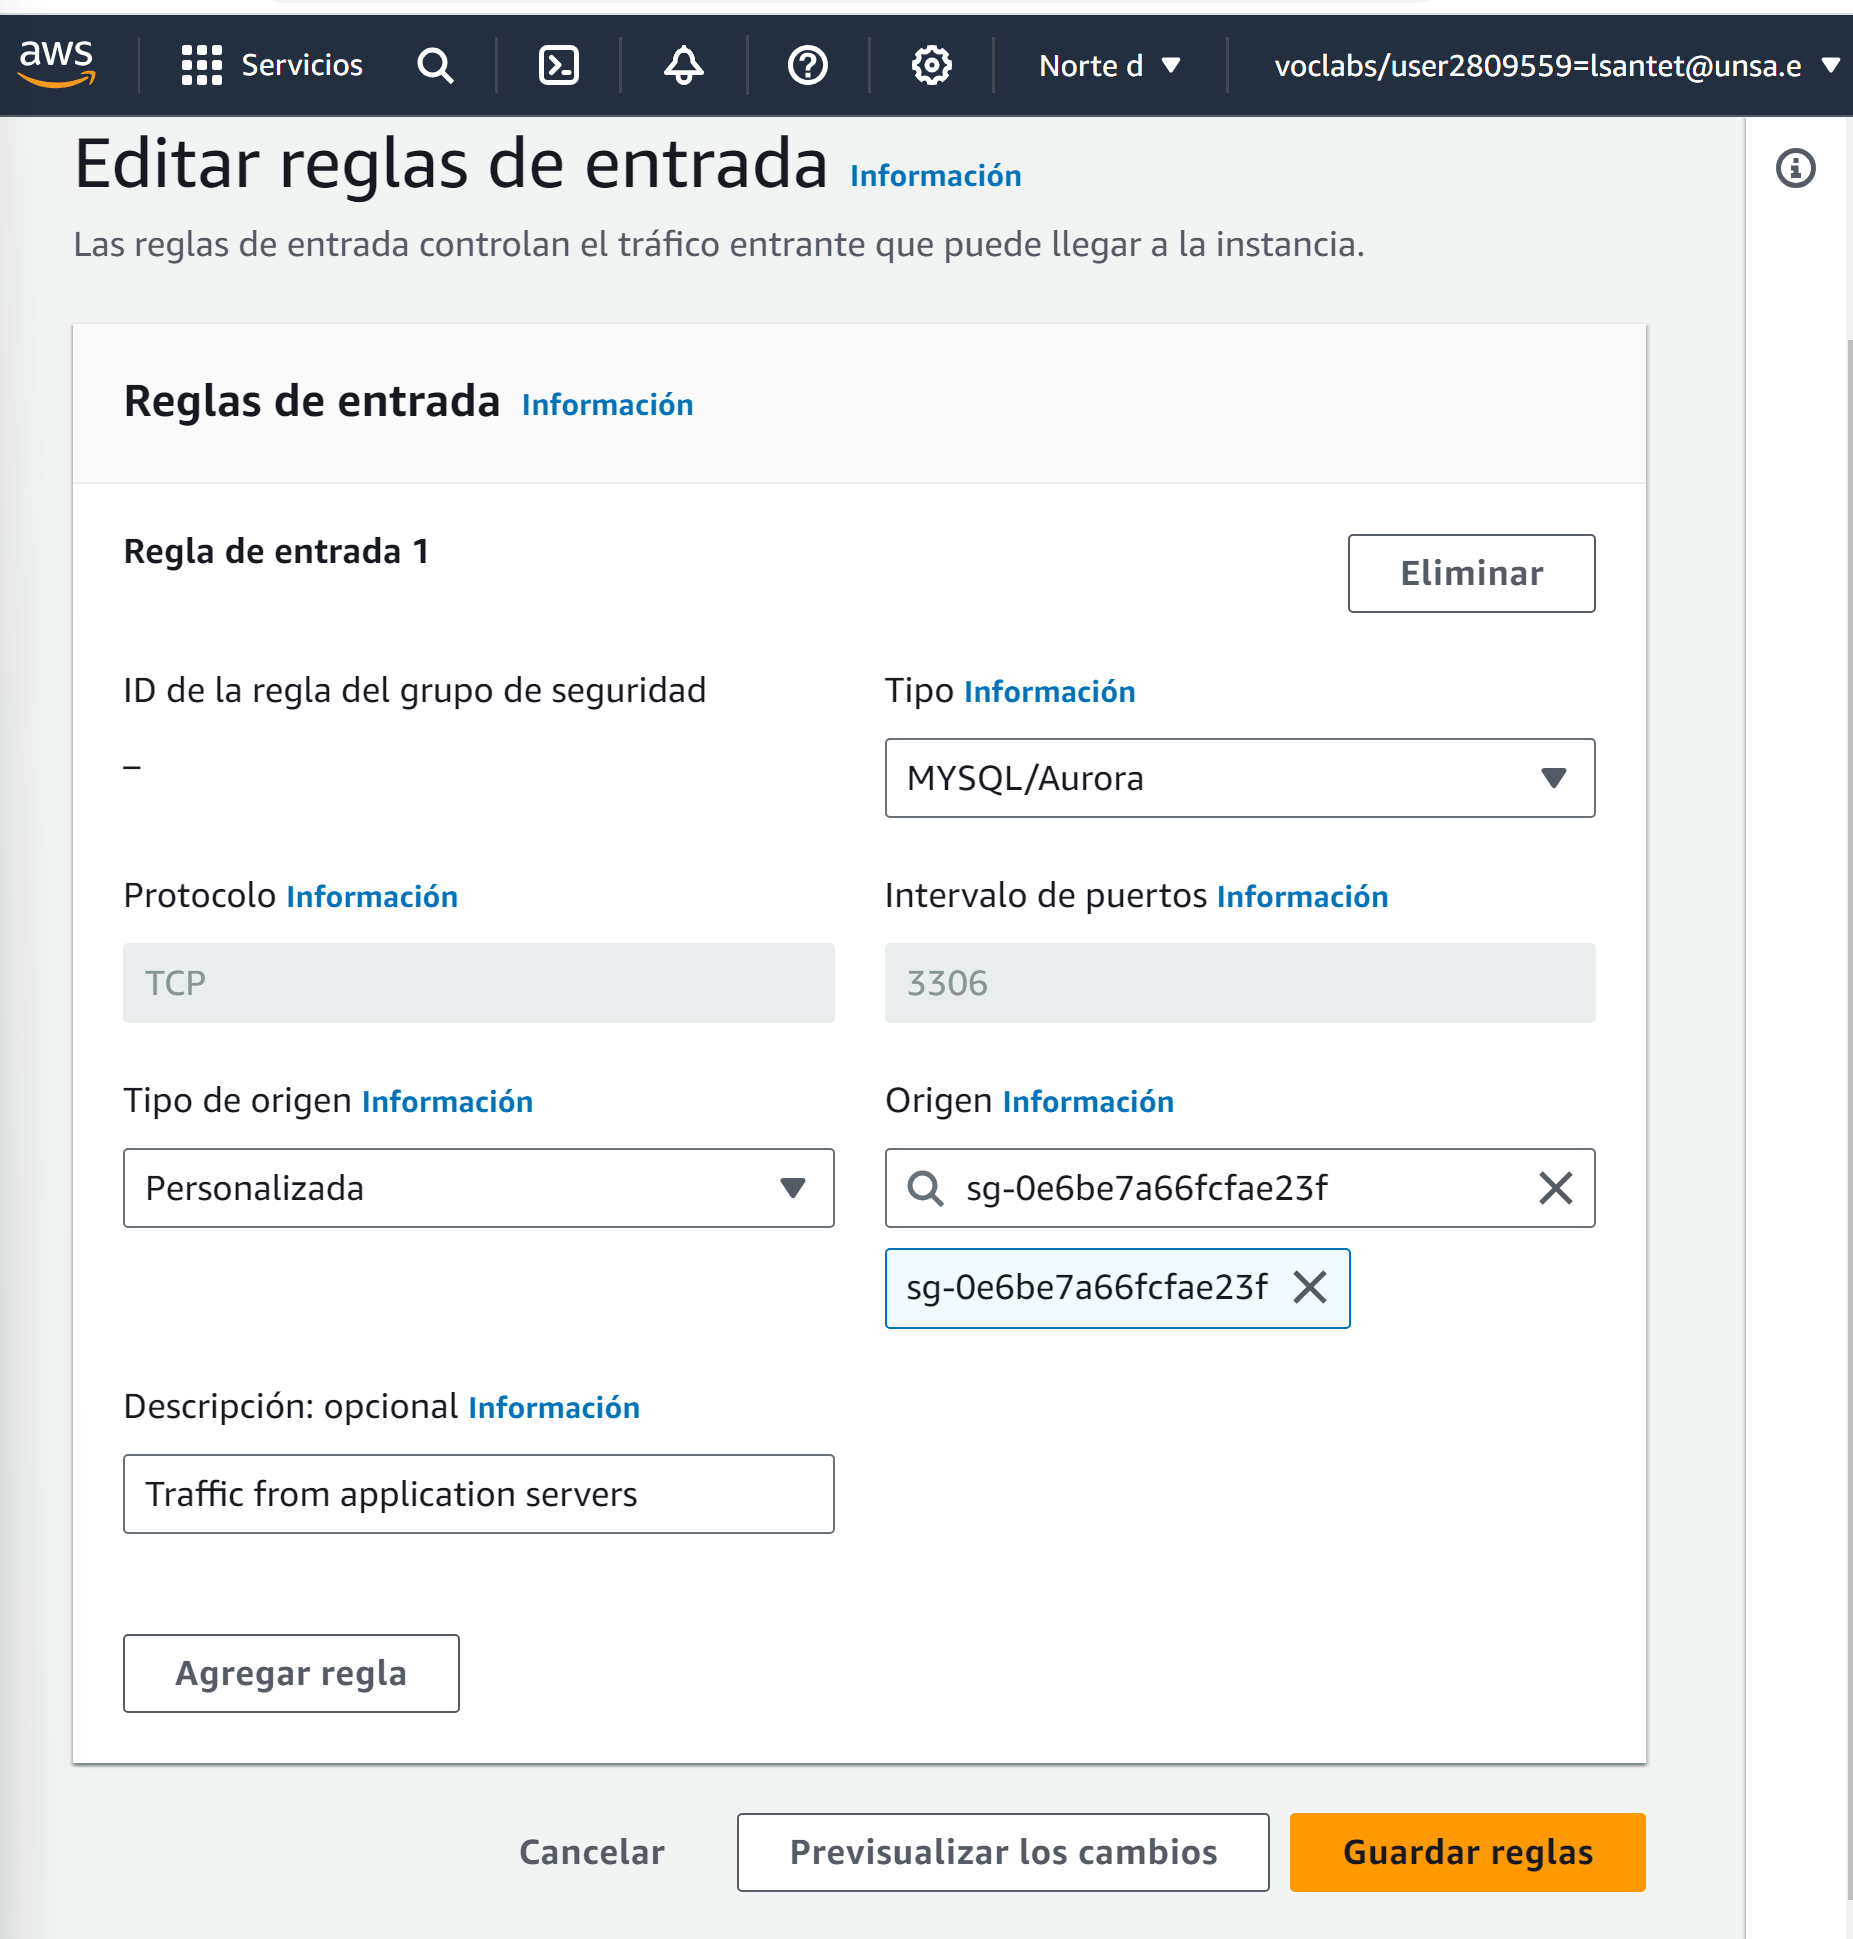 aws Servicios Norte d voclabs/user2809559=lsantet@unsa.e
Editar reglas de entrada Información
Las reglas de entrada controlan el tráfico entrante que puede llegar a la instancia.
Reglas de entrada Información
Regla de entrada 1
Eliminar
ID de la regla del grupo de seguridad
–
Tipo Información
MYSQL/Aurora
Protocolo Información
TCP
Intervalo de puertos Información
3306
Tipo de origen Información
Personalizada
Origen Información
sg-0e6be7a66fcfae23f
sg-0e6be7a66fcfae23f
Descripción: opcional Información
Traffic from application servers
Agregar regla
Cancelar Previsualizar los cambios Guardar reglas